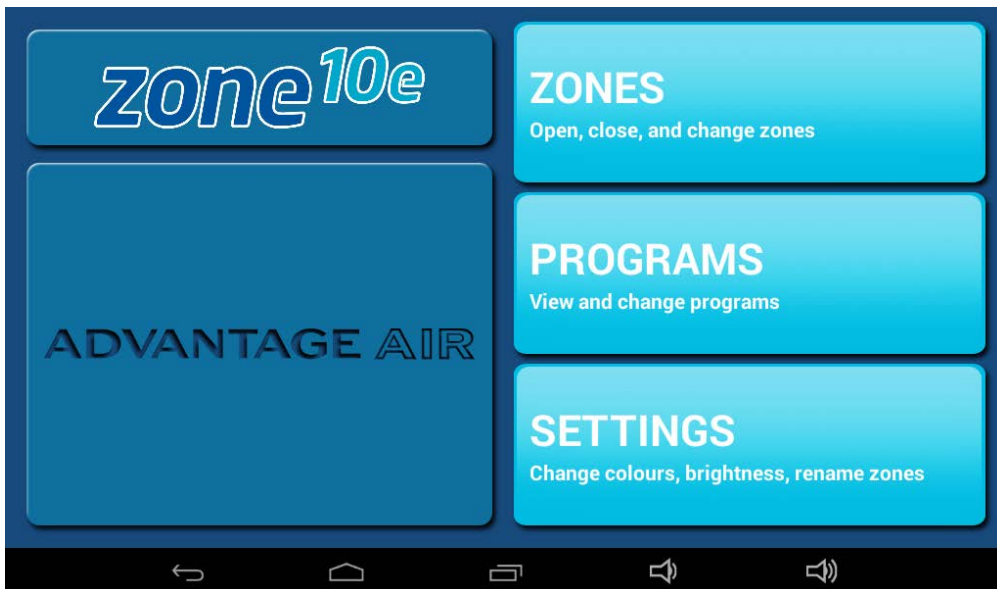 zone10e
ADVANTAGE AIR
ZONES
Open, close, and change zones
PROGRAMS
View and change programs
SETTINGS
Change colours, brightness, rename zones